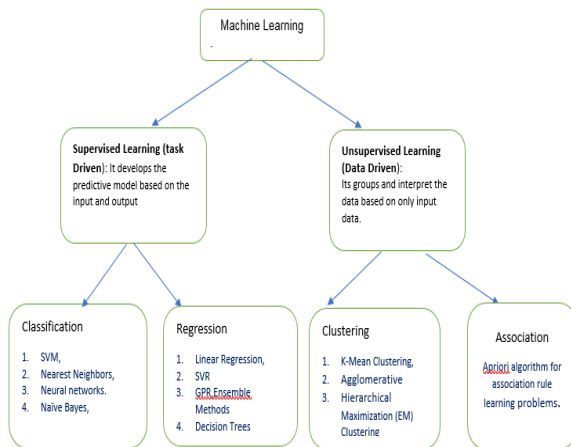 Machine Learning
.
Supervised Learning (task
Driven): It develops the
predictive model based on the
input and output
Unsupervised Learning
(Data Driven):
Its groups and interpret the
data based on only input
data.
Classification
1. SVM,
2. Nearest Neighbors,
3. Neural networks.
4. Naïve Bayes,
Regression
1. Linear Regression,
2. SVR
3. GPR,Ensemble
Methods
4. Decision Trees
Clustering
1. K-Mean Clustering,
2. Agglomerative
3. Hierarchical
Maximization (EM)
Clustering
Association
Apriori algorithm for
association rule
learning problems.